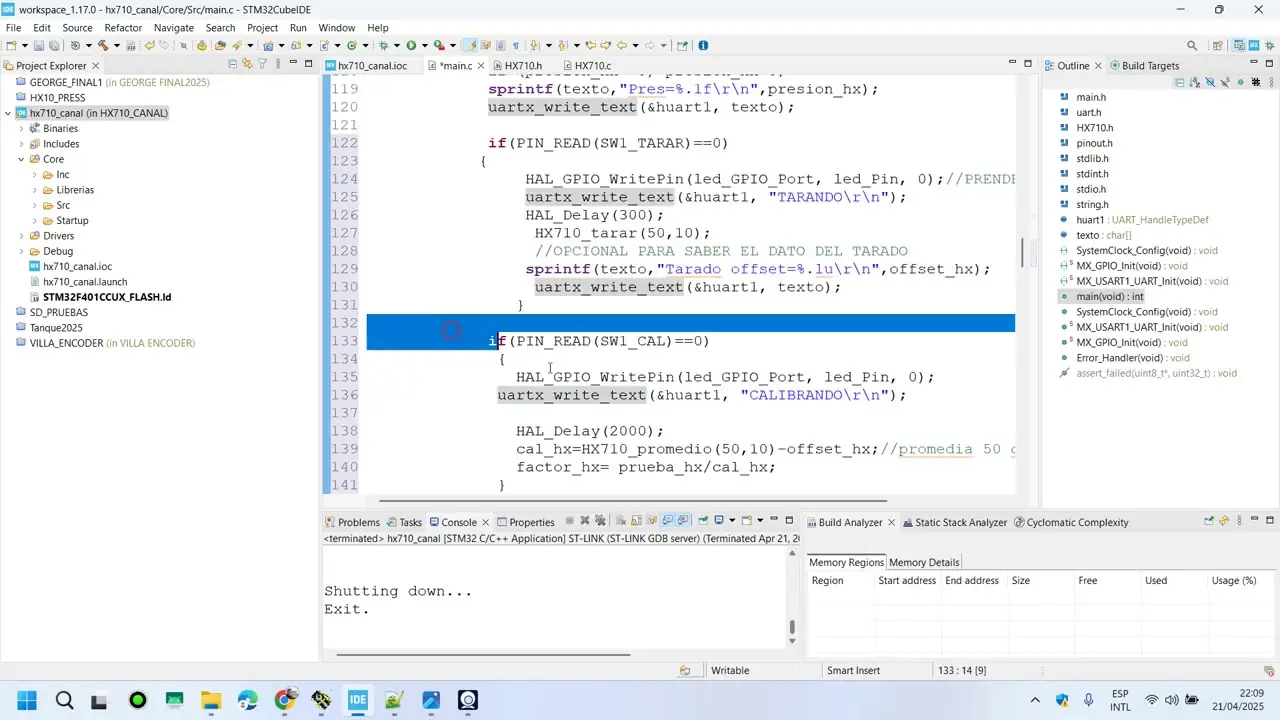 workspace_1.17.0 - hx710_canal/Core/Src/main.c - STM32CubeIDE
File Edit Source Refactor Navigate Search Project Run Window Help
Project Explorer
hx710_canal.ioc *main.c HX710.h HX710.c
Outline Build Targets
GEORGE_FINAL1 (in GEORGE FINAL2025)
HX10_PRESS
hx710_canal (in HX710_CANAL)
Binaries
Includes
Core
Inc
Librerias
Src
Startup
Drivers
Debug
hx710_canal.ioc
hx710_canal.launch
STM32F401CCUX_FLASH.ld
SD_PRUEBAS
Tanque2025
VILLA_ENCODER (in VILLA ENCODER)
119 sprintf(texto,"Pres=%.1f\r\n",presion_hx);
120 uartx_write_text(&huart1, texto);
121
122 if(PIN_READ(SW1_TARAR)==0)
123 {
124 HAL_GPIO_WritePin(led_GPIO_Port, led_Pin, 0);//PRENDE
125 uartx_write_text(&huart1, "TARANDO\r\n");
126 HAL_Delay(300);
127 HX710_tarar(50,10);
128 //OPCIONAL PARA SABER EL DATO DEL TARADO
129 sprintf(texto,"Tarado offset=%.lu\r\n",offset_hx);
130 uartx_write_text(&huart1, texto);
131 }
132
133 if(PIN_READ(SW1_CAL)==0)
134 {
135 HAL_GPIO_WritePin(led_GPIO_Port, led_Pin, 0);
136 uartx_write_text(&huart1, "CALIBRANDO\r\n");
137
138 HAL_Delay(2000);
139 cal_hx=HX710_promedio(50,10)-offset_hx;//promedia 50
140 factor_hx= prueba_hx/cal_hx;
141 }
main.h
uart.h
HX710.h
pinout.h
stdlib.h
stdint.h
stdio.h
string.h
huart1 : UART_HandleTypeDef
texto : char[]
SystemClock_Config(void) : void
MX_GPIO_Init(void) : void
MX_USART1_UART_Init(void) : void
main(void) : int
SystemClock_Config(void) : void
MX_USART1_UART_Init(void) : void
MX_GPIO_Init(void) : void
Error_Handler(void) : void
assert_failed(uint8_t*, uint32_t) : void
Problems Tasks Console Properties
<terminated> hx710_canal [STM32 C/C++ Application] ST-LINK (ST-LINK GDB server) (Terminated Apr 21, 2
Shutting down...
Exit.
Build Analyzer Static Stack Analyzer Cyclomatic Complexity
Memory Regions Memory Details
Region Start address End address Size Free Used Usage (%)
Writable Smart Insert 133 : 14 [9]
IDE
ESP
INTL
22:09
21/04/2025